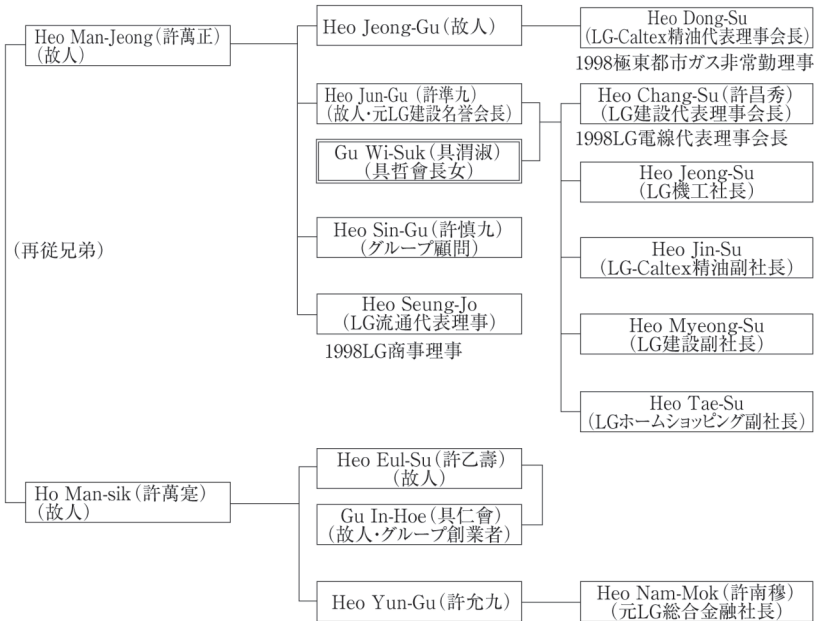 Heo Man-Jeong（許萬正）
（故人）
Heo Jeong-Gu（故人）
Heo Dong-Su
（LG-Caltex精油代表理事会長）
1998極東都市ガス非常勤理事
Heo Jun-Gu （許準九）
（故人・元LG建設名誉会長）
Gu Wi-Suk（具渭淑）
（具哲會長女）
Heo Chang-Su（許昌秀）
（LG建設代表理事会長）
1998LG電線代表理事会長
Heo Jeong-Su
（LG機工社長）
（再従兄弟）
Heo Sin-Gu（許慎九）
（グループ顧問）
Heo Jin-Su
（LG-Caltex精油副社長）
Heo Seung-Jo
（LG流通代表理事）
1998LG商事理事
Heo Myeong-Su
（LG建設副社長）
Heo Tae-Su
（LGホームショッピング副社長）
Ho Man-sik（許萬寔）
（故人）
Heo Eul-Su（許乙壽）
（故人）
Gu In-Hoe（具仁會）
（故人・グループ創業者）
Heo Yun-Gu（許允九）
Heo Nam-Mok（許南穆）
（元LG総合金融社長）